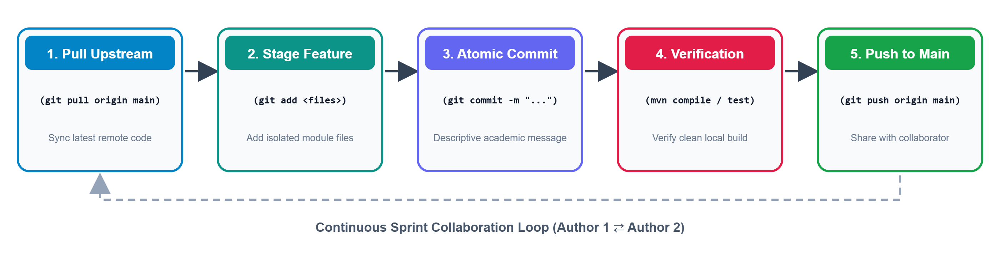 1. Pull Upstream
(git pull origin main)
Sync latest remote code
2. Stage Feature
(git add <files>)
Add isolated module files
3. Atomic Commit
(git commit -m "...")
Descriptive academic message
4. Verification
(mvn compile / test)
Verify clean local build
5. Push to Main
(git push origin main)
Share with collaborator
Continuous Sprint Collaboration Loop (Author 1 ⇄ Author 2)